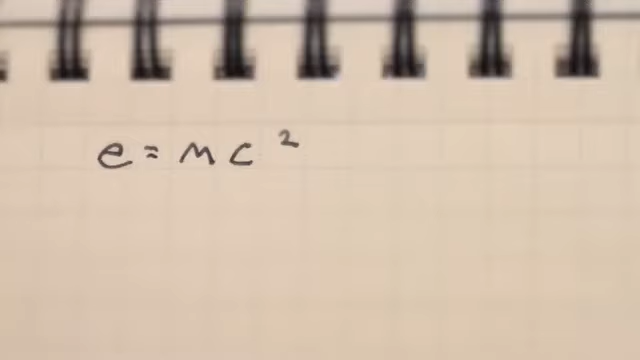 e = mc²